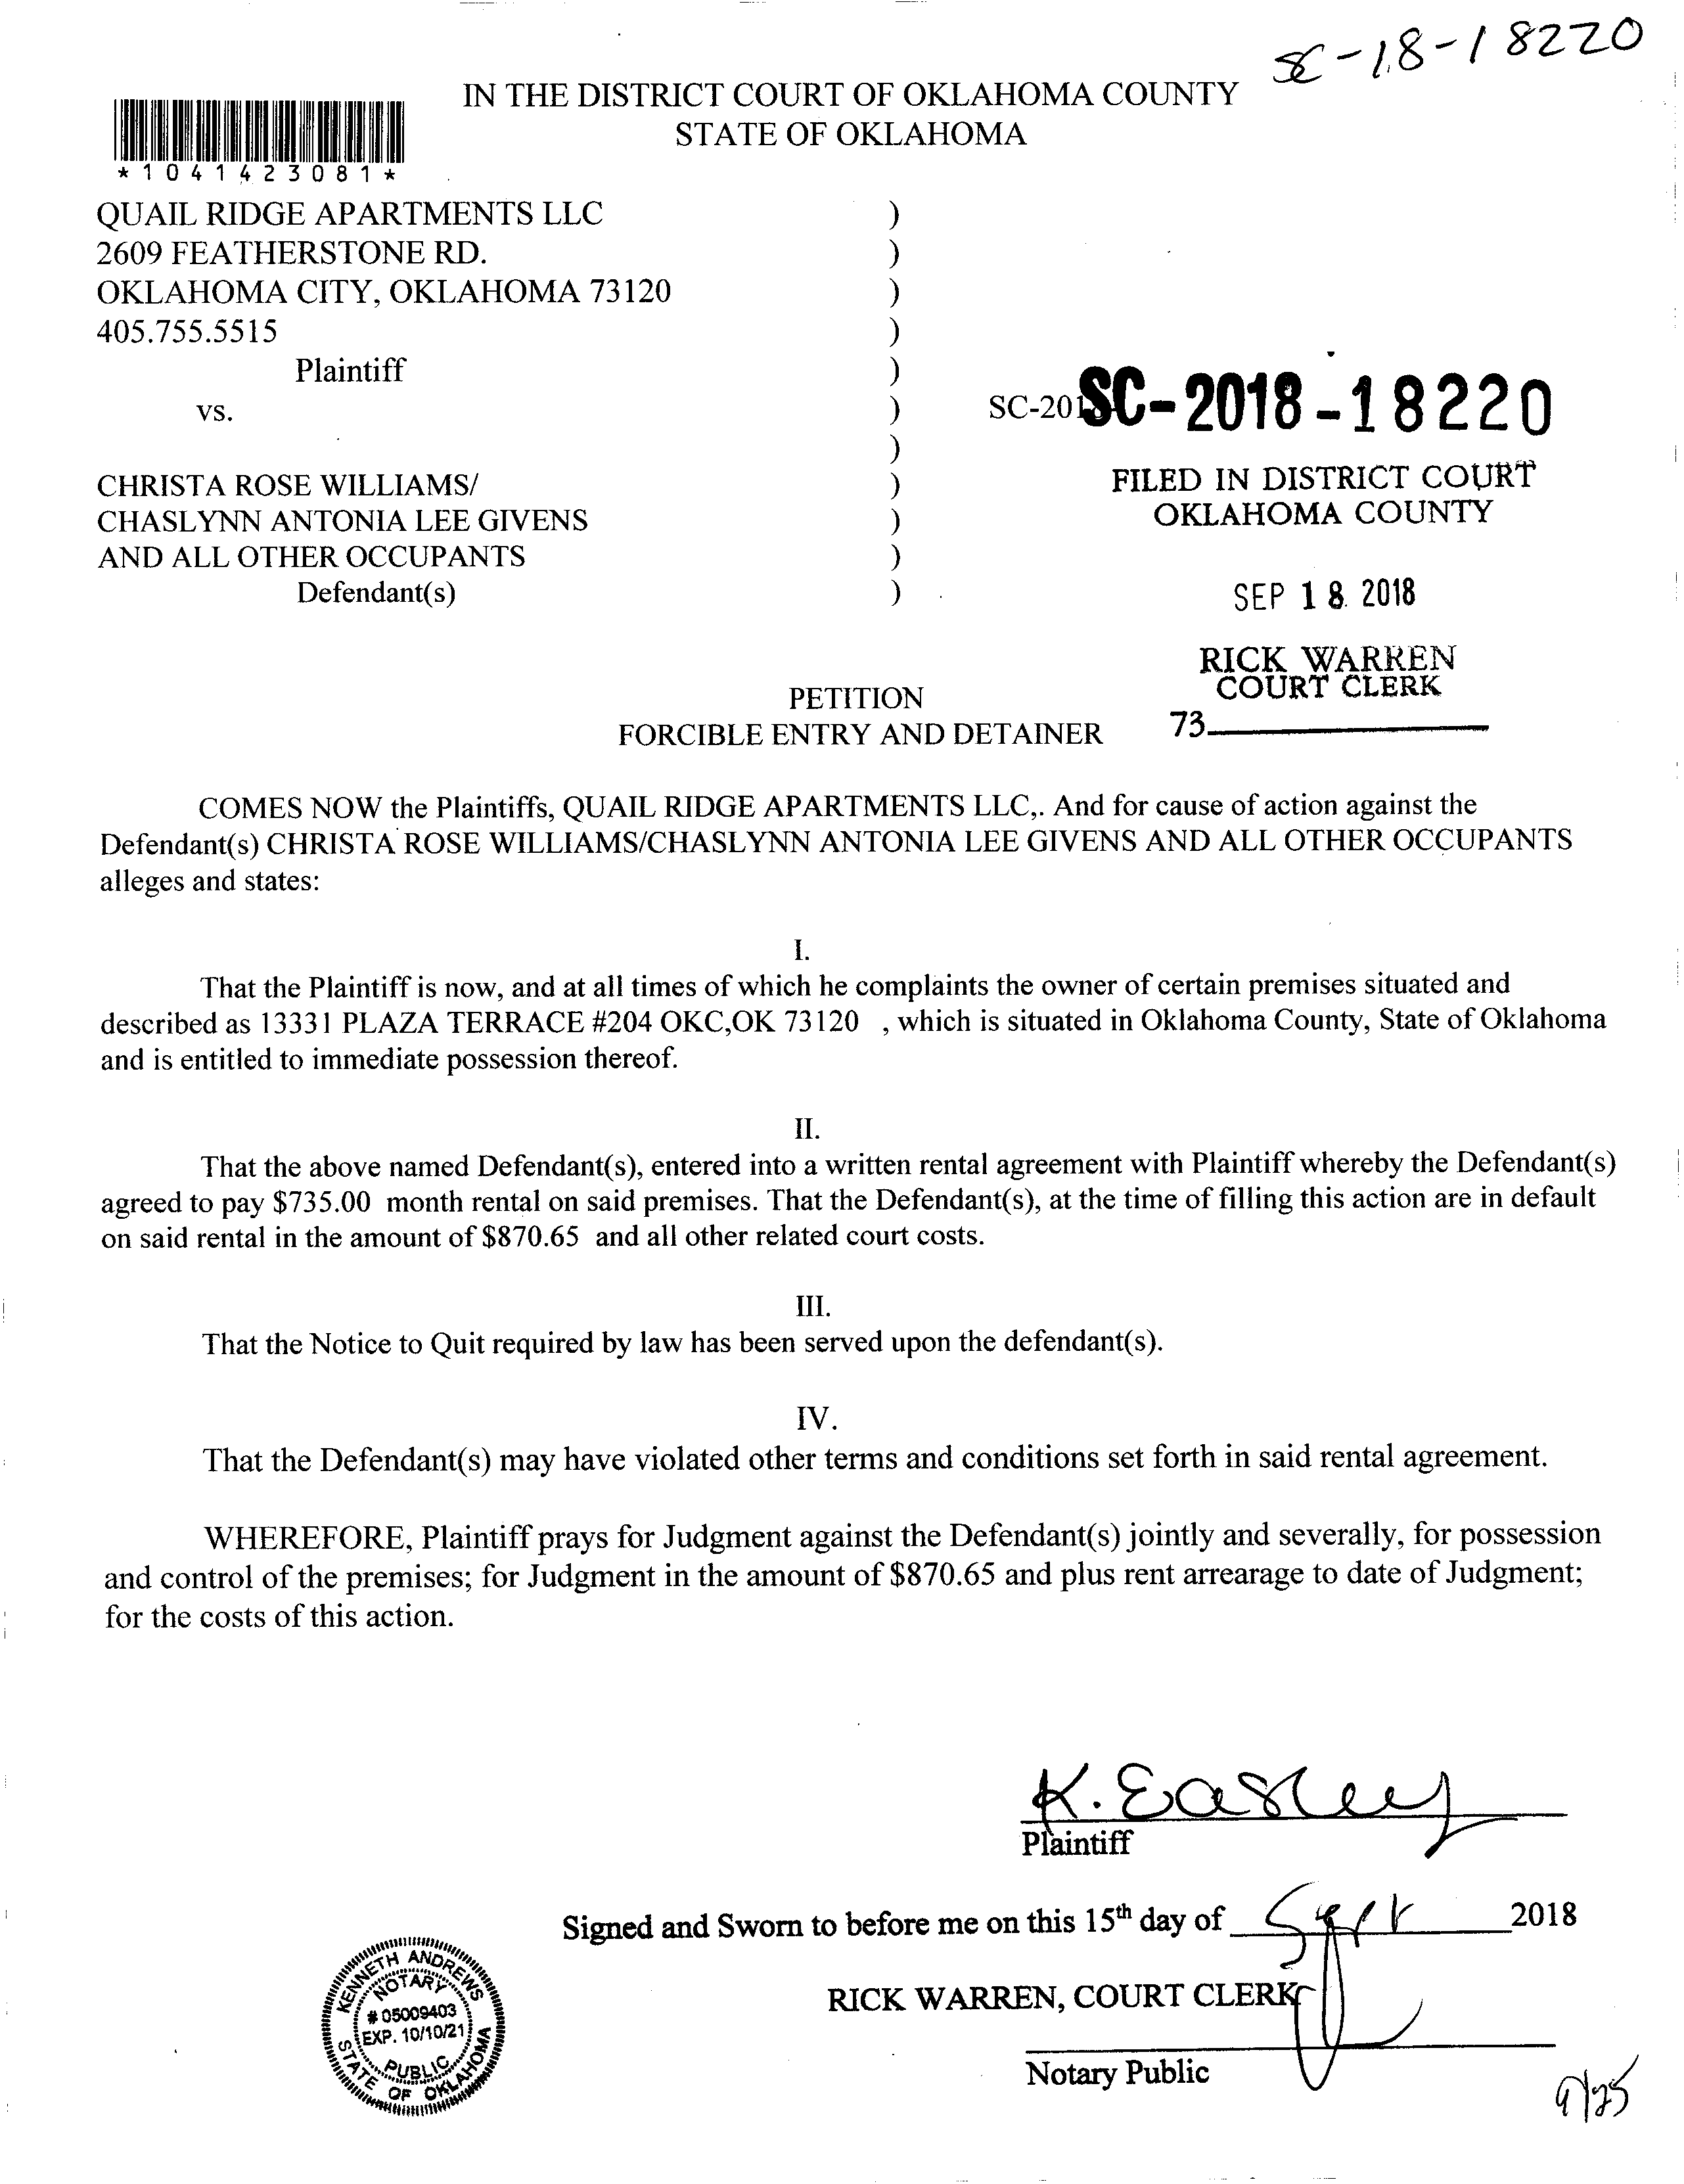 SC-18-18220
IN THE DISTRICT COURT OF OKLAHOMA COUNTY
STATE OF OKLAHOMA
*1041423081*
QUAIL RIDGE APARTMENTS LLC )
2609 FEATHERSTONE RD. )
OKLAHOMA CITY, OKLAHOMA 73120 )
405.755.5515 )
Plaintiff )
vs. ) SC-201 SC-2018-18220
)
CHRISTA ROSE WILLIAMS/ ) FILED IN DISTRICT COURT
CHASLYNN ANTONIA LEE GIVENS ) OKLAHOMA COUNTY
AND ALL OTHER OCCUPANTS )
Defendant(s) ) SEP 18 2018
RICK WARREN
COURT CLERK
PETITION
FORCIBLE ENTRY AND DETAINER
73
COMES NOW the Plaintiffs, QUAIL RIDGE APARTMENTS LLC,. And for cause of action against the
Defendant(s) CHRISTA ROSE WILLIAMS/CHASLYNN ANTONIA LEE GIVENS AND ALL OTHER OCCUPANTS
alleges and states:
I.
That the Plaintiff is now, and at all times of which he complaints the owner of certain premises situated and
described as 13331 PLAZA TERRACE #204 OKC,OK 73120 , which is situated in Oklahoma County, State of Oklahoma
and is entitled to immediate possession thereof.
II.
That the above named Defendant(s), entered into a written rental agreement with Plaintiff whereby the Defendant(s)
agreed to pay $735.00 month rental on said premises. That the Defendant(s), at the time of filling this action are in default
on said rental in the amount of $870.65 and all other related court costs.
III.
That the Notice to Quit required by law has been served upon the defendant(s).
IV.
That the Defendant(s) may have violated other terms and conditions set forth in said rental agreement.
WHEREFORE, Plaintiff prays for Judgment against the Defendant(s) jointly and severally, for possession
and control of the premises; for Judgment in the amount of $870.65 and plus rent arrearage to date of Judgment;
for the costs of this action.
K. Easley
Plaintiff
Signed and Sworn to before me on this 15th day of Sept 2018
RICK WARREN, COURT CLERK
Notary Public
KENNETH ANDREWS
NOTARY
# 05009403
EXP. 10/10/21
PUBLIC
STATE OF OKLAHOMA
9/25